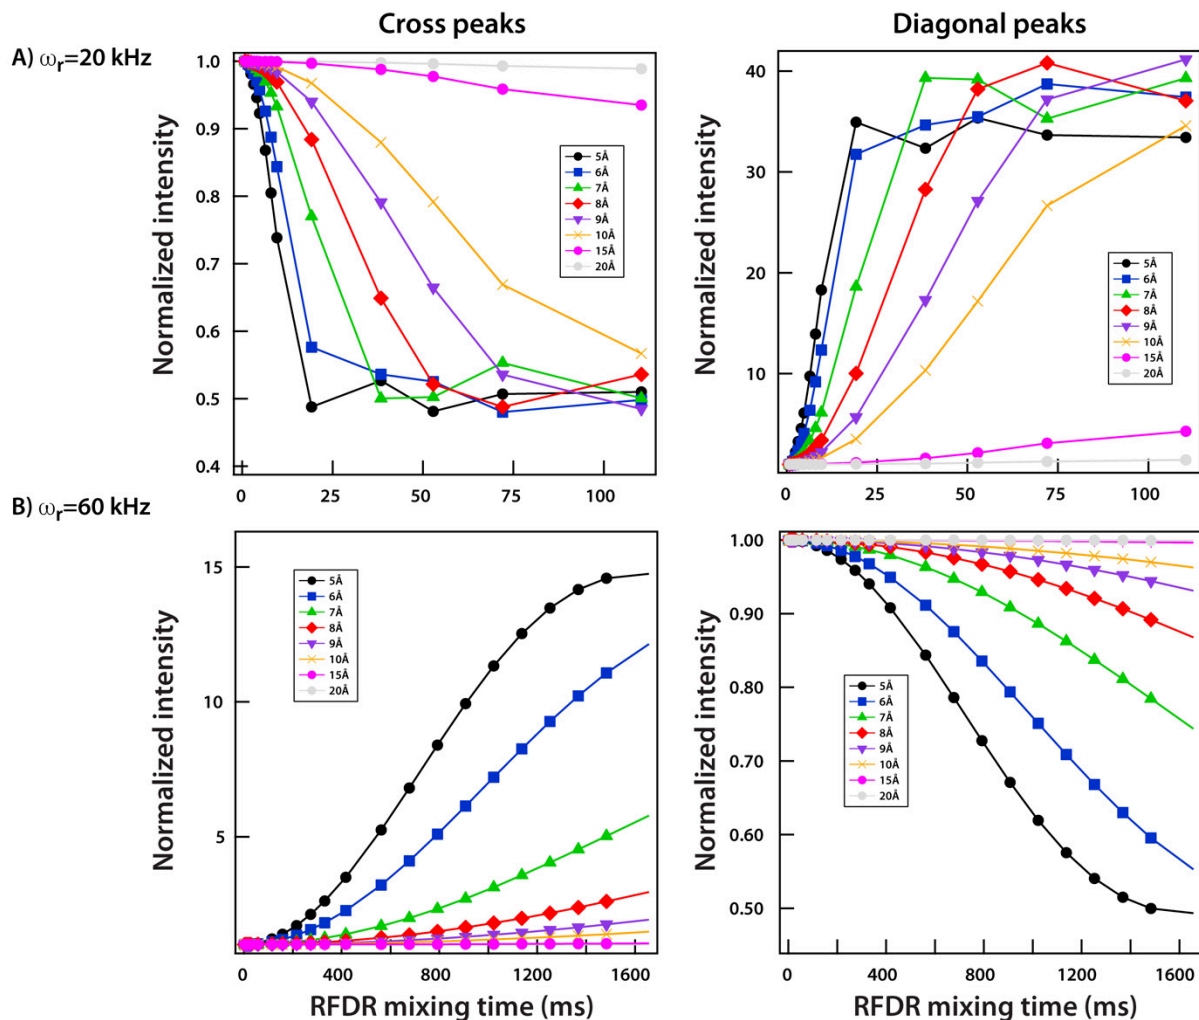 Cross peaks
Diagonal peaks
A) ωr=20 kHz
Normalized intensity
1.0
0.9
0.8
0.7
0.6
0.5
0.4
5Å
6Å
7Å
8Å
9Å
10Å
15Å
20Å
0 25 50 75 100
Normalized intensity
40
30
20
10
5Å
6Å
7Å
8Å
9Å
10Å
15Å
20Å
0 25 50 75 100
B) ωr=60 kHz
Normalized intensity
15
10
5
5Å
6Å
7Å
8Å
9Å
10Å
15Å
20Å
0 400 800 1200 1600
RFDR mixing time (ms)
Normalized intensity
1.00
0.90
0.80
0.70
0.60
0.50
5Å
6Å
7Å
8Å
9Å
10Å
15Å
20Å
0 400 800 1200 1600
RFDR mixing time (ms)